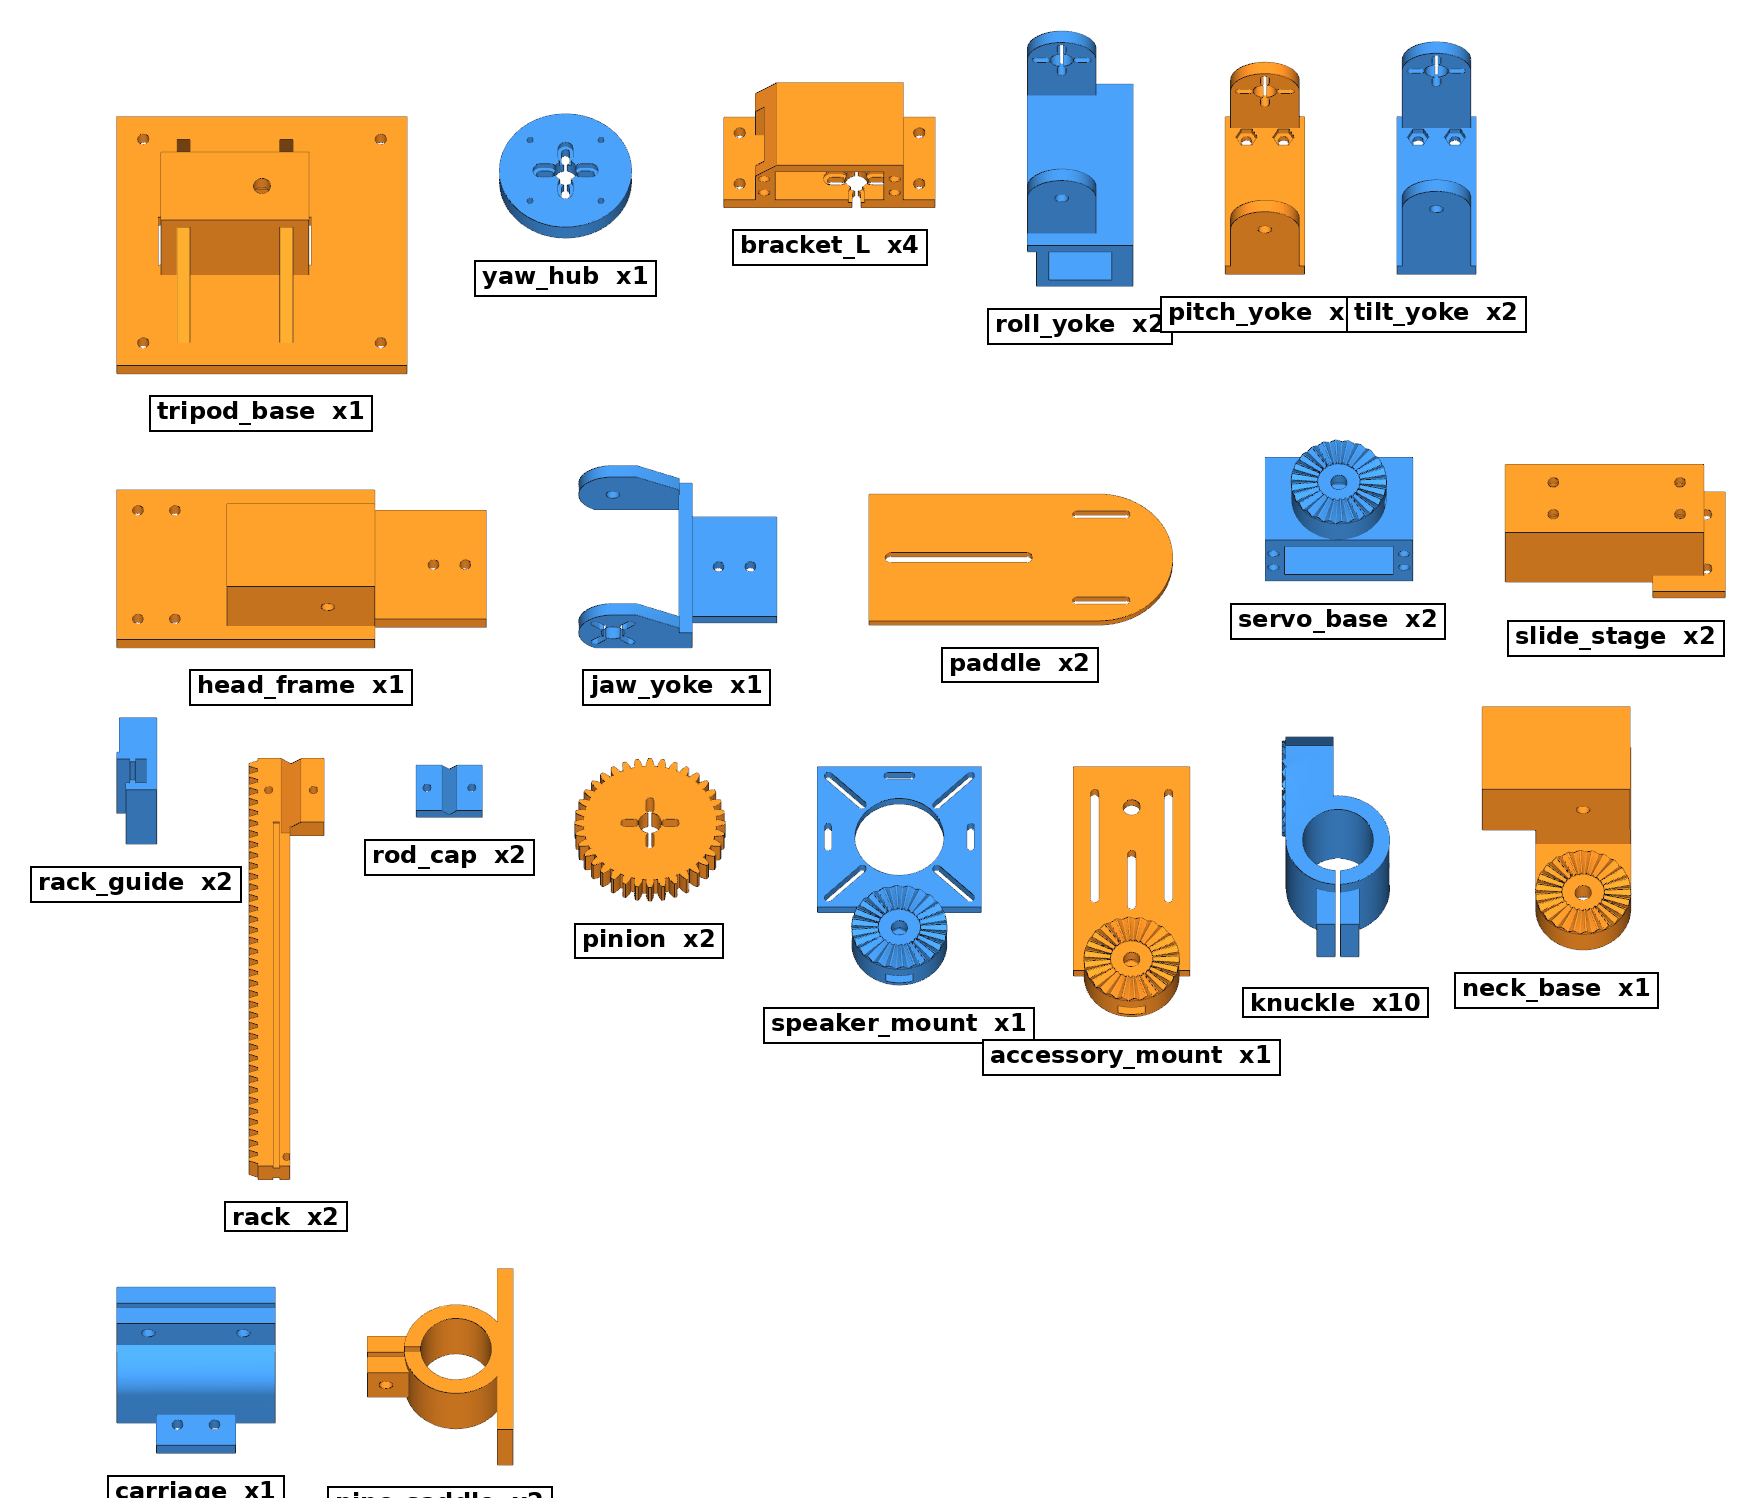 tripod_base x1
yaw_hub x1
bracket_L x4
roll_yoke x2
pitch_yoke x
tilt_yoke x2
head_frame x1
jaw_yoke x1
paddle x2
servo_base x2
slide_stage x2
rack_guide x2
rack x2
rod_cap x2
pinion x2
speaker_mount x1
accessory_mount x1
knuckle x10
neck_base x1
carriage x1